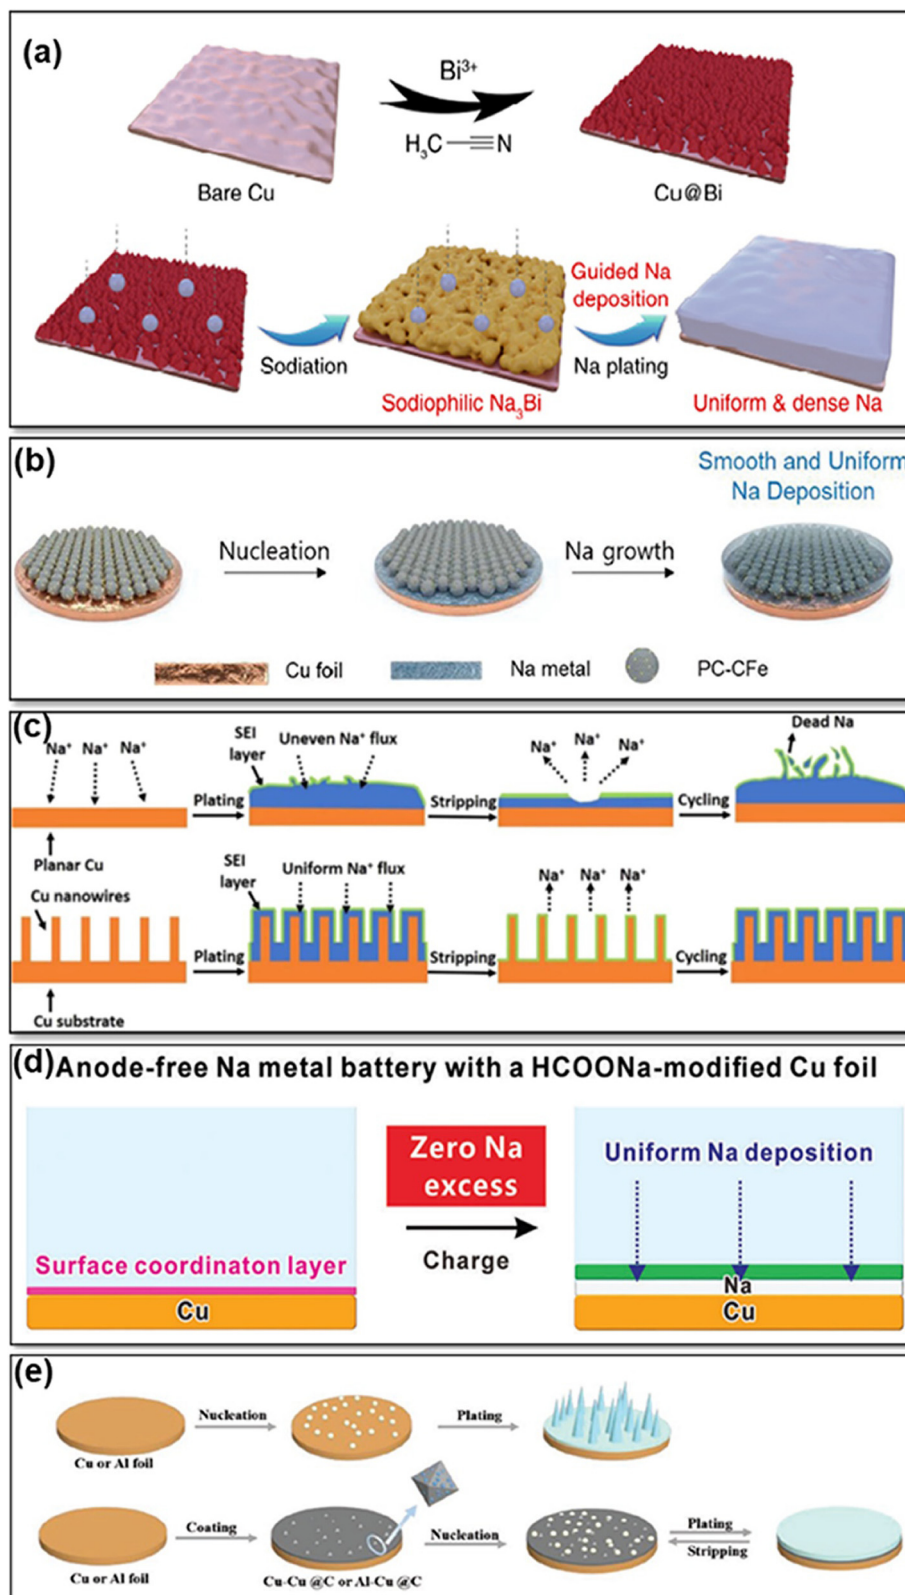 (a)
Bi³⁺
H₃C N
Bare Cu
Cu@Bi
Guided Na
deposition
Sodiation
Na plating
Sodiophilic Na₃Bi
Uniform & dense Na
(b)
Smooth and Uniform
Na Deposition
Nucleation
Na growth
Cu foil
Na metal
PC-CFe
(c)
Na⁺ Na⁺ Na⁺
SEI
layer
Uneven Na⁺ flux
Na⁺ Na⁺ Na⁺
Dead Na
Plating
Stripping
Cycling
Planar Cu
Cu nanowires
SEI
layer
Uniform Na⁺ flux
Na⁺ Na⁺ Na⁺
Plating
Stripping
Cycling
Cu substrate
(d)
Anode-free Na metal battery with a HCOONa-modified Cu foil
Zero Na
excess
Charge
Surface coordinaton layer
Cu
Uniform Na deposition
Na
Cu
(e)
Nucleation
Plating
Cu or Al foil
Coating
Nucleation
Plating
Stripping
Cu or Al foil
Cu-Cu @C or Al-Cu @C